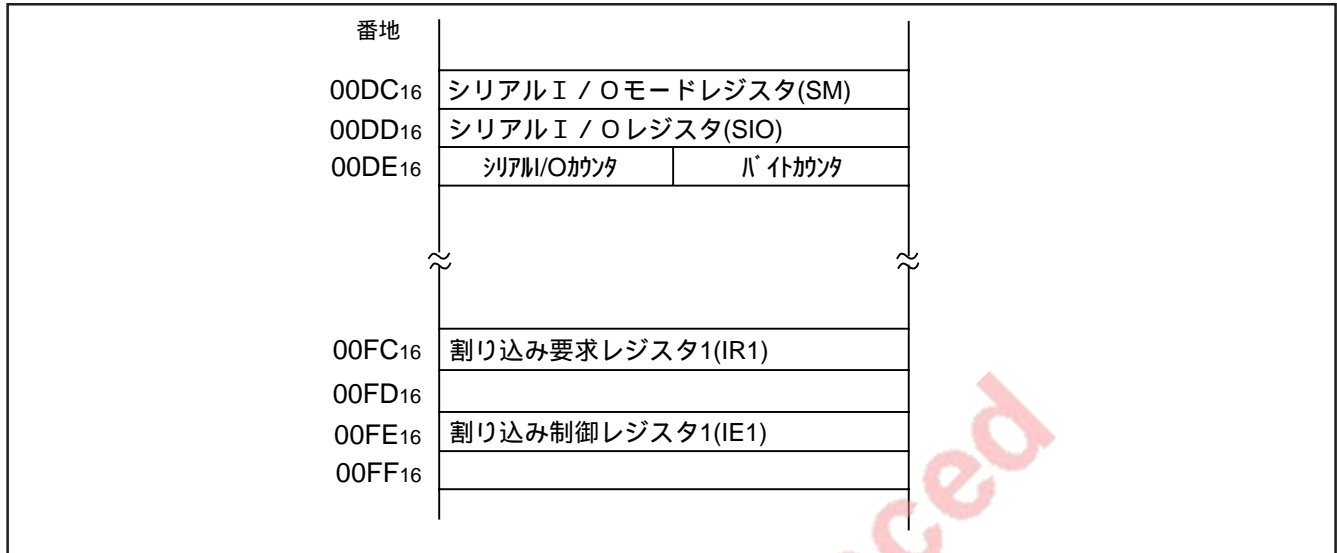 番地
00DC16 シリアルI/Oモードレジスタ(SM)
00DD16 シリアルI/Oレジスタ(SIO)
00DE16 シリアルI/Oカウンタ バイトカウンタ
00FC16 割り込み要求レジスタ1(IR1)
00FD16
00FE16 割り込み制御レジスタ1(IE1)
00FF16